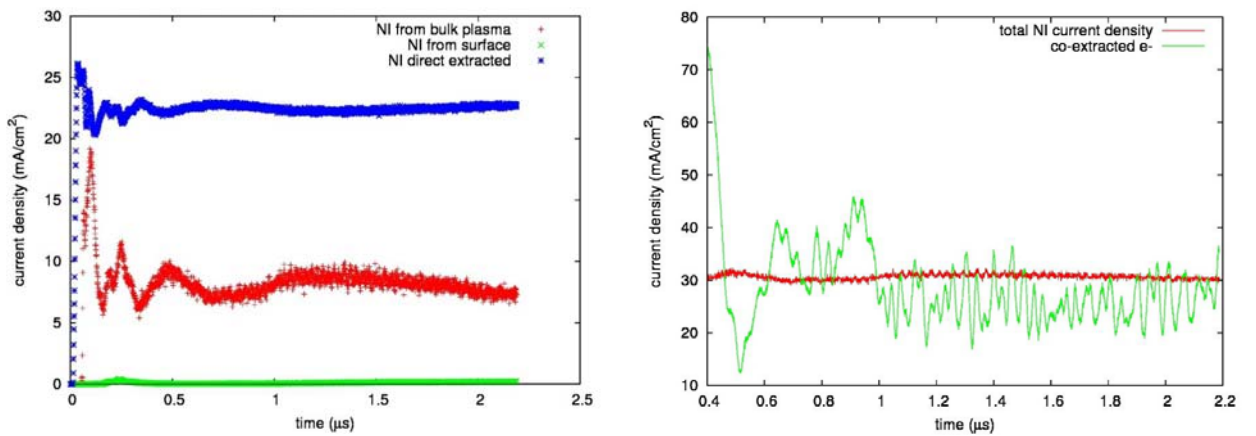 30
25
20
15
10
5
0
current density (mA/cm²)
NI from bulk plasma
NI from surface
NI direct extracted
0 0.5 1 1.5 2 2.5
time (μs)
80
70
60
50
40
30
20
10
current density (mA/cm²)
total NI current density
co-extracted e-
0.4 0.6 0.8 1 1.2 1.4 1.6 1.8 2 2.2
time (μs)